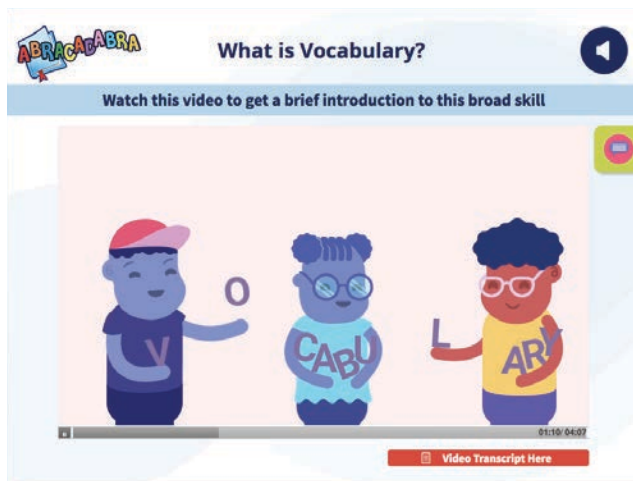 ABRACADABRA
What is Vocabulary?
Watch this video to get a brief introduction to this broad skill
V O CABU L ARY
01:10/ 04:07
Video Transcript Here